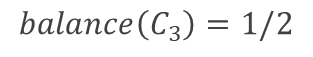 balance(C₃) = 1/2